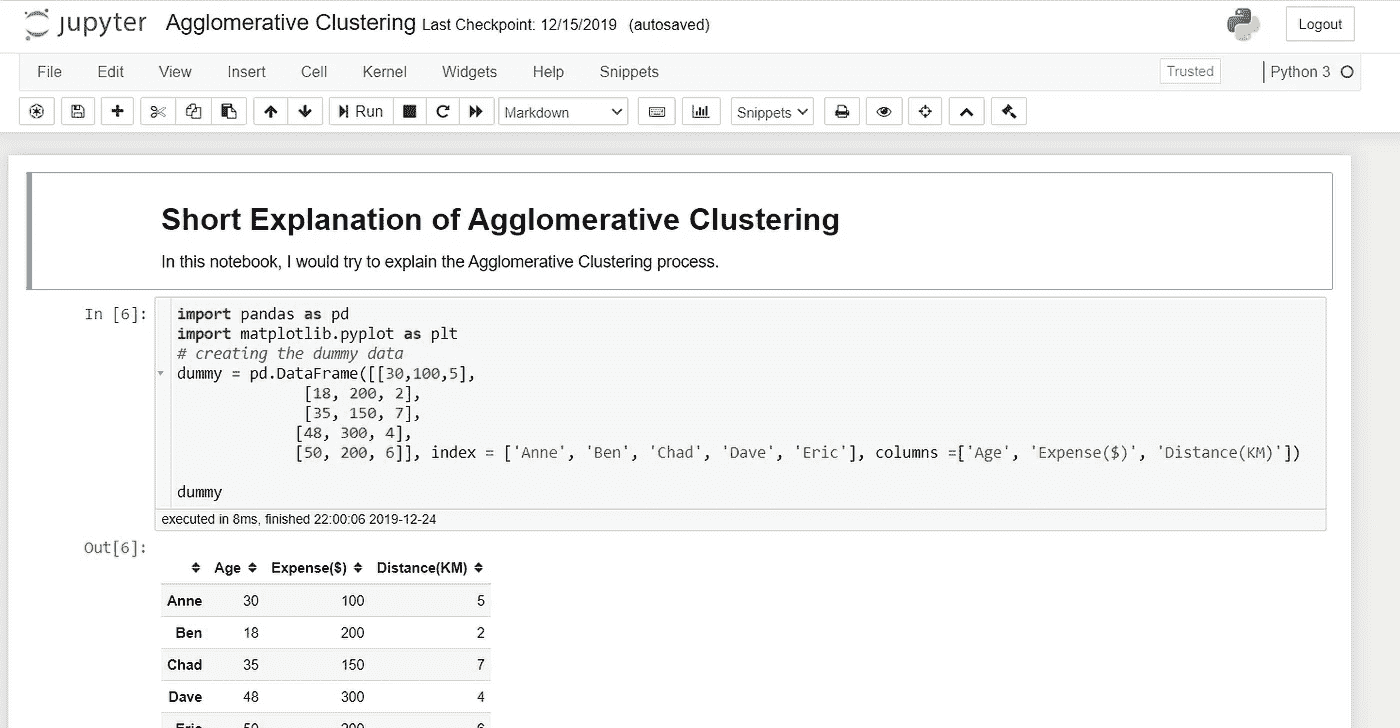 jupyter Agglomerative Clustering Last Checkpoint: 12/15/2019 (autosaved) Logout
File Edit View Insert Cell Kernel Widgets Help Snippets Trusted Python 3
Run Markdown Snippets
Short Explanation of Agglomerative Clustering
In this notebook, I would try to explain the Agglomerative Clustering process.
In [6]: import pandas as pd
import matplotlib.pyplot as plt
# creating the dummy data
dummy = pd.DataFrame([[30,100,5],
[18, 200, 2],
[35, 150, 7],
[48, 300, 4],
[50, 200, 6]], index = ['Anne', 'Ben', 'Chad', 'Dave', 'Eric'], columns =['Age', 'Expense($)', 'Distance(KM)'])
dummy
executed in 8ms, finished 22:00:06 2019-12-24
Out[6]:
Age Expense($) Distance(KM)
Anne 30 100 5
Ben 18 200 2
Chad 35 150 7
Dave 48 300 4
Eric 50 200 6